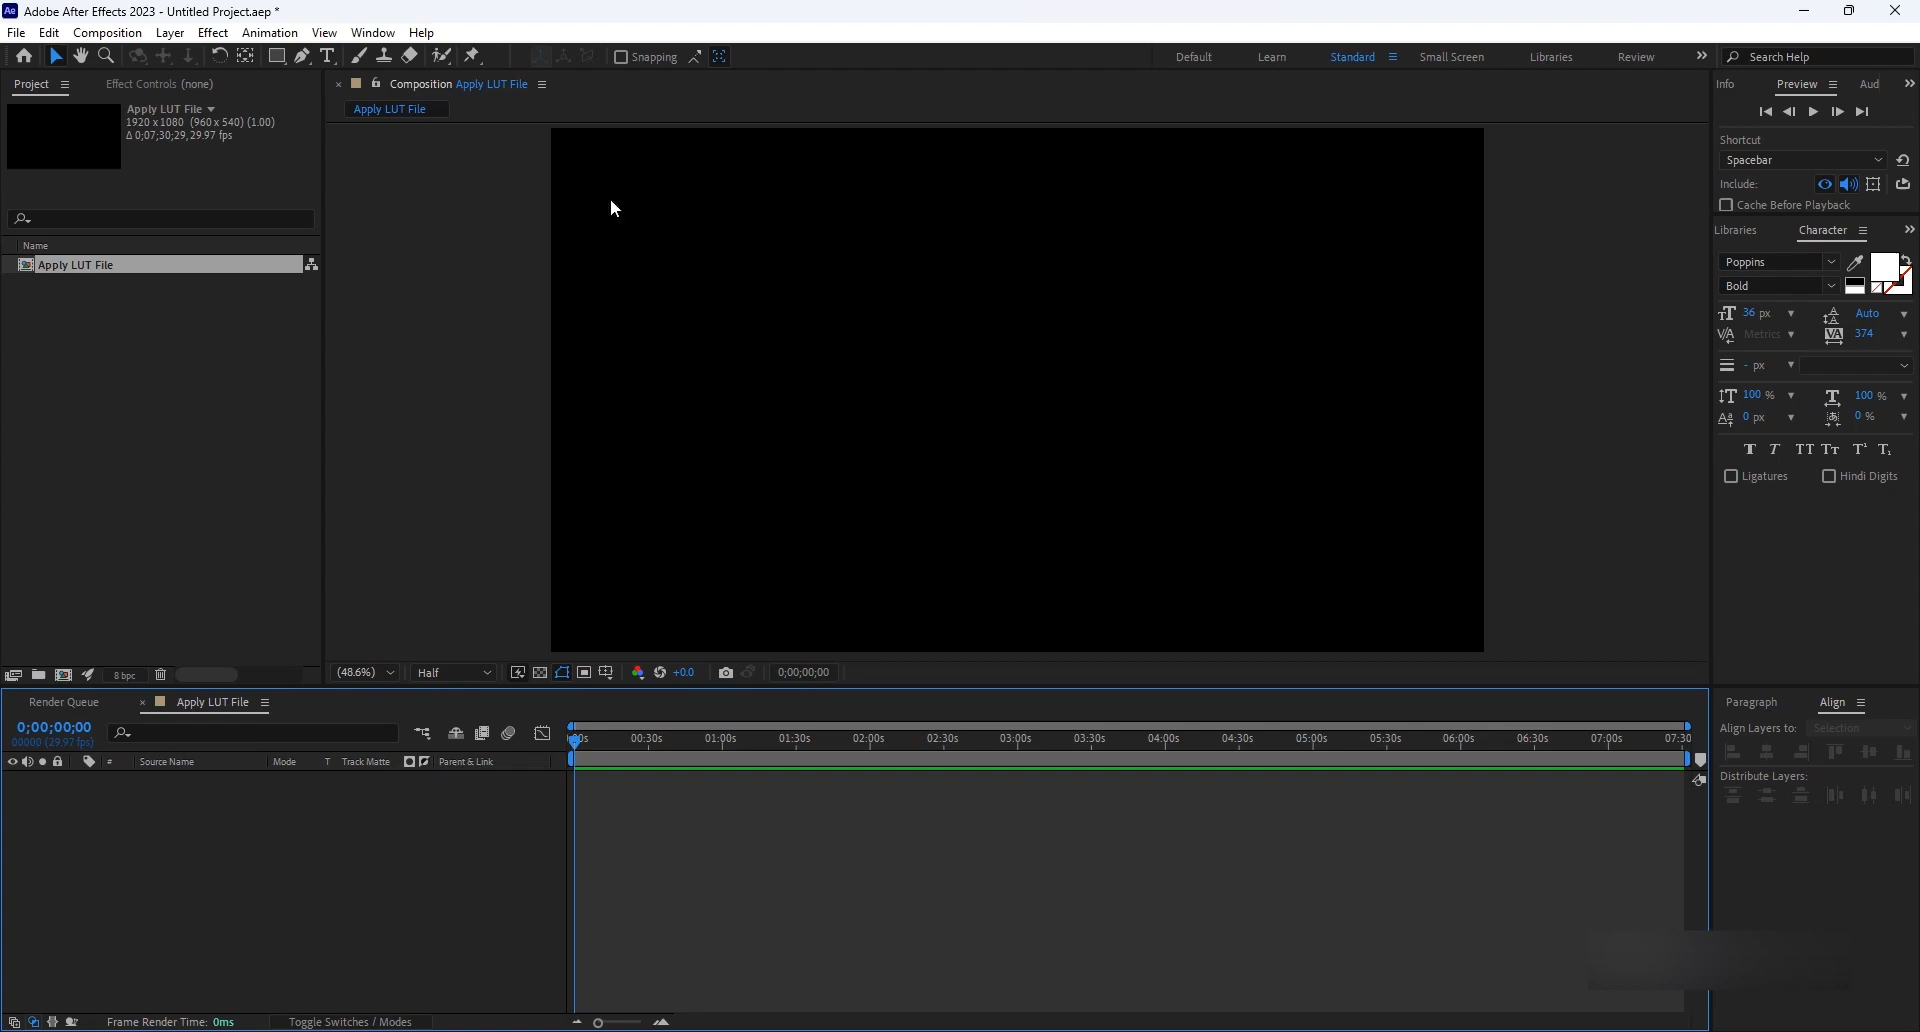 Ae Adobe After Effects 2023 - Untitled Project.aep *
File Edit Composition Layer Effect Animation View Window Help
Snapping Default Learn Standard Small Screen Libraries Review Search Help
Project Effect Controls (none)
Apply LUT File
1920 x 1080 (960 x 540) (1.00)
Δ 0;07;30;29, 29.97 fps
Name
Apply LUT File
8 bpc
Composition Apply LUT File
Apply LUT File
(48.6%) Half +0.0 0;00;00;00
Info Preview Aud
Shortcut
Spacebar
Include:
Cache Before Playback
Libraries Character
Poppins
Bold
36 px Auto
Metrics 374
- px
100 % 100 %
0 px 0 %
T T TT Tт T¹ T₁
Ligatures Hindi Digits
Render Queue Apply LUT File
0;00;00;00
00000 (29.97 fps)
# Source Name Mode T Track Matte Parent & Link
00s 00:30s 01:00s 01:30s 02:00s 02:30s 03:00s 03:30s 04:00s 04:30s 05:00s 05:30s 06:00s 06:30s 07:00s 07:30
Frame Render Time: 0ms Toggle Switches / Modes
Paragraph Align
Align Layers to: Selection
Distribute Layers: